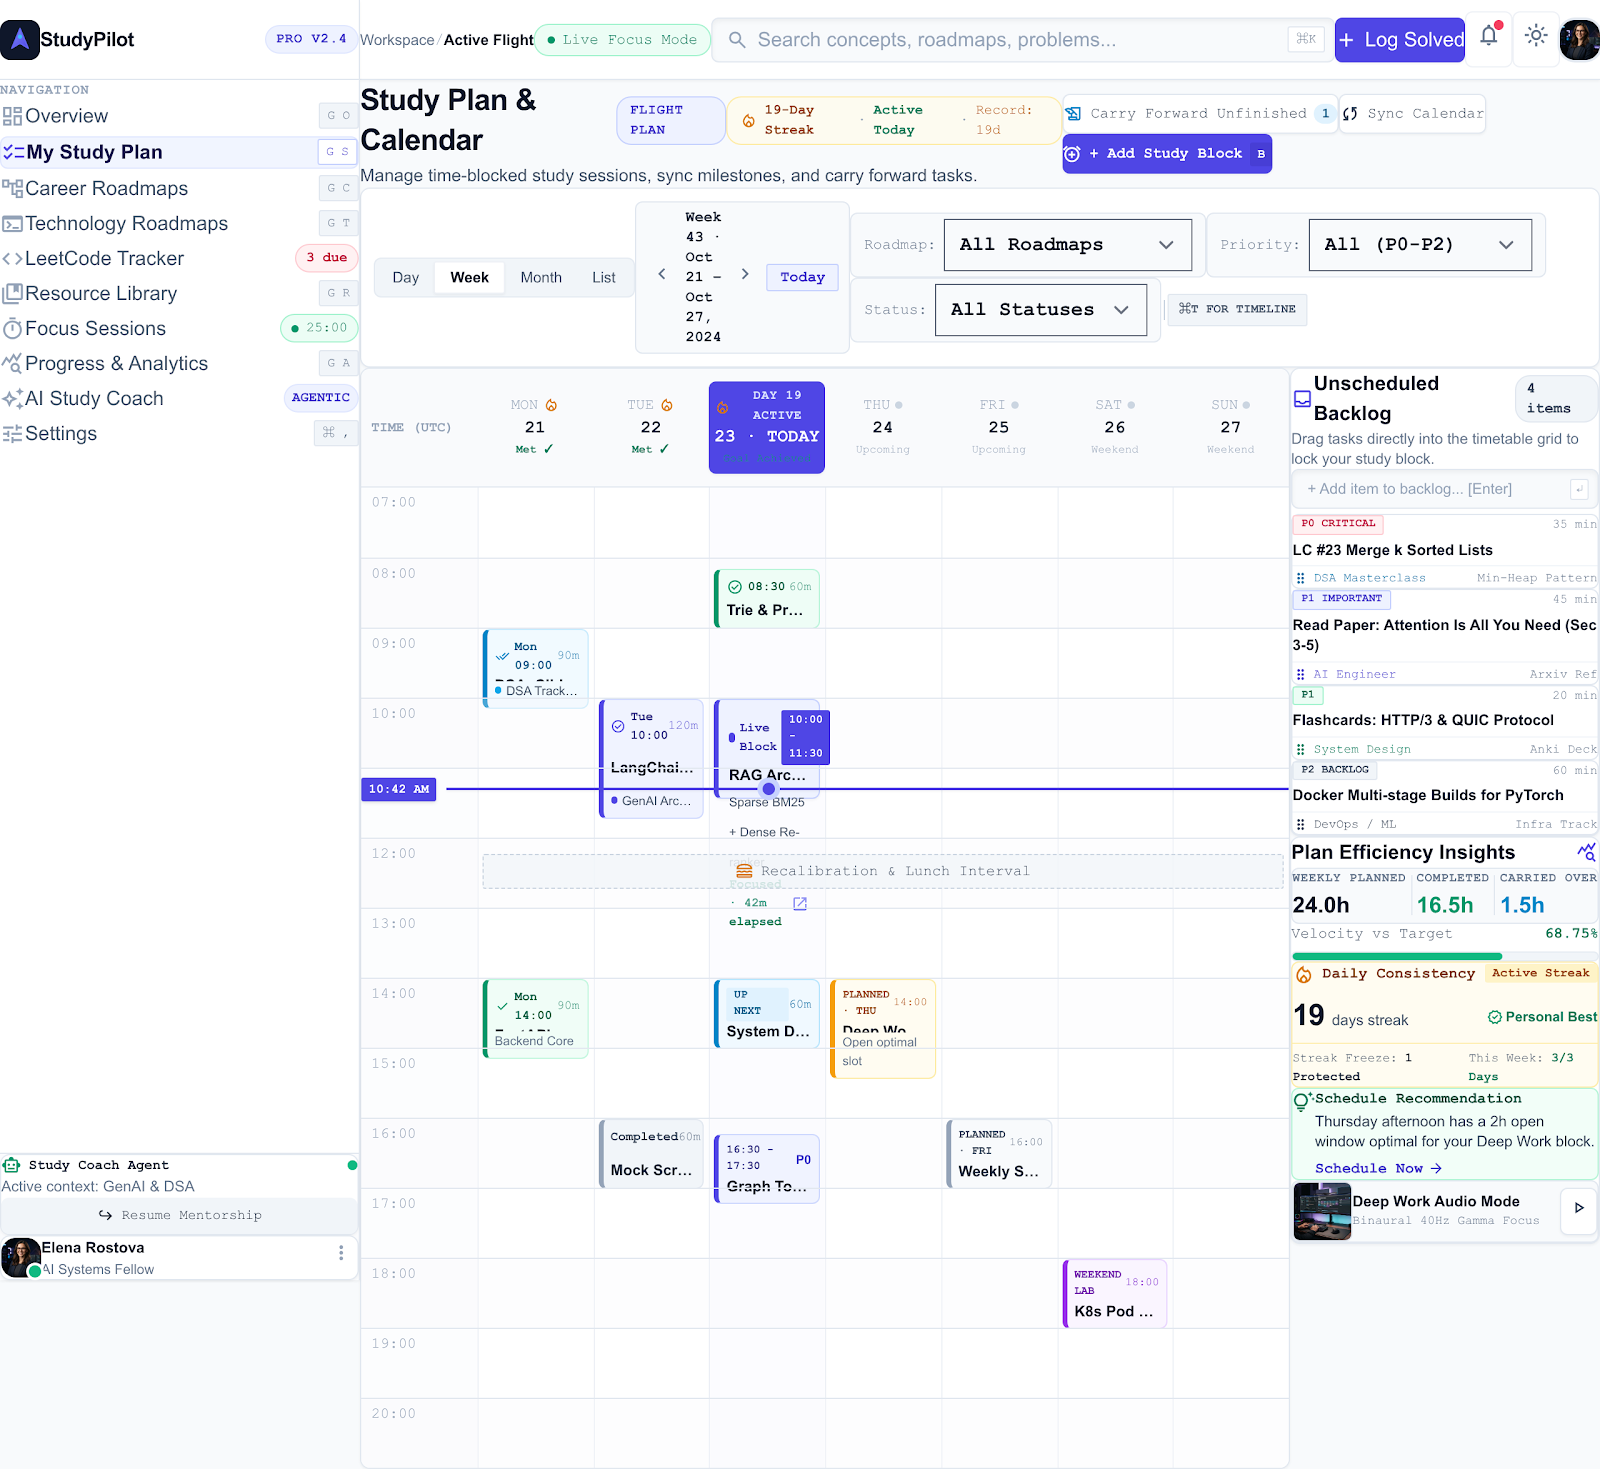 StudyPilot
PRO V2.4
Workspace / Active Flight
Live Focus Mode
Search concepts, roadmaps, problems...
⌘K
+ Log Solved
NAVIGATION
Overview
G O
My Study Plan
G S
Career Roadmaps
G C
Technology Roadmaps
G T
LeetCode Tracker
3 due
Resource Library
G R
Focus Sessions
25:00
Progress & Analytics
G A
AI Study Coach
AGENTIC
Settings
⌘ ,
Study Coach Agent
Active context: GenAI & DSA
Resume Mentorship
Elena Rostova
AI Systems Fellow
Study Plan &
Calendar
FLIGHT
PLAN
19-Day
Streak
·
Active
Today
·
Record:
19d
Carry Forward Unfinished 1
Sync Calendar
+ Add Study Block B
Manage time-blocked study sessions, sync milestones, and carry forward tasks.
Day
Week
Month
List
Week
43 ·
Oct
21 –
Oct
27,
2024
Today
Roadmap:
All Roadmaps
Priority:
All (P0-P2)
Status:
All Statuses
⌘T FOR TIMELINE
TIME (UTC)
MON
21
Met ✓
TUE
22
Met ✓
DAY 19
ACTIVE
23 · TODAY
Goal Achieved
THU
24
Upcoming
FRI
25
Upcoming
SAT
26
Weekend
SUN
27
Weekend
07:00
08:00
08:30 60m
Trie & Pr...
09:00
Mon
09:00
90m
DSA Track...
10:00
Tue
10:00
120m
LangChai...
GenAI Arc...
Live
Block
10:00
–
11:30
RAG Arc...
Sparse BM25
+ Dense Re-
ranker
Focused
· 42m
elapsed
10:42 AM
12:00
Recalibration & Lunch Interval
13:00
14:00
Mon
14:00
90m
Backend Core
UP
NEXT
60m
System D...
PLANNED
· THU
14:00
Deep Wo...
Open optimal
slot
15:00
16:00
Completed 60m
Mock Scr...
16:30 –
17:30
P0
Graph To...
PLANNED
· FRI
16:00
Weekly S...
17:00
18:00
WEEKEND
LAB
18:00
K8s Pod ...
19:00
20:00
Unscheduled
Backlog
4
items
Drag tasks directly into the timetable grid to
lock your study block.
+ Add item to backlog... [Enter]
P0 CRITICAL
35 min
LC #23 Merge k Sorted Lists
DSA Masterclass
Min-Heap Pattern
P1 IMPORTANT
45 min
Read Paper: Attention Is All You Need (Sec
3-5)
AI Engineer
Arxiv Ref
P1
20 min
Flashcards: HTTP/3 & QUIC Protocol
System Design
Anki Deck
P2 BACKLOG
60 min
Docker Multi-stage Builds for PyTorch
DevOps / ML
Infra Track
Plan Efficiency Insights
WEEKLY PLANNED
24.0h
COMPLETED
16.5h
CARRIED OVER
1.5h
Velocity vs Target
68.75%
Daily Consistency
Active Streak
19 days streak
Personal Best
Streak Freeze: 1
Protected
This Week: 3/3
Days
Schedule Recommendation
Thursday afternoon has a 2h open
window optimal for your Deep Work block.
Schedule Now →
Deep Work Audio Mode
Binaural 40Hz Gamma Focus